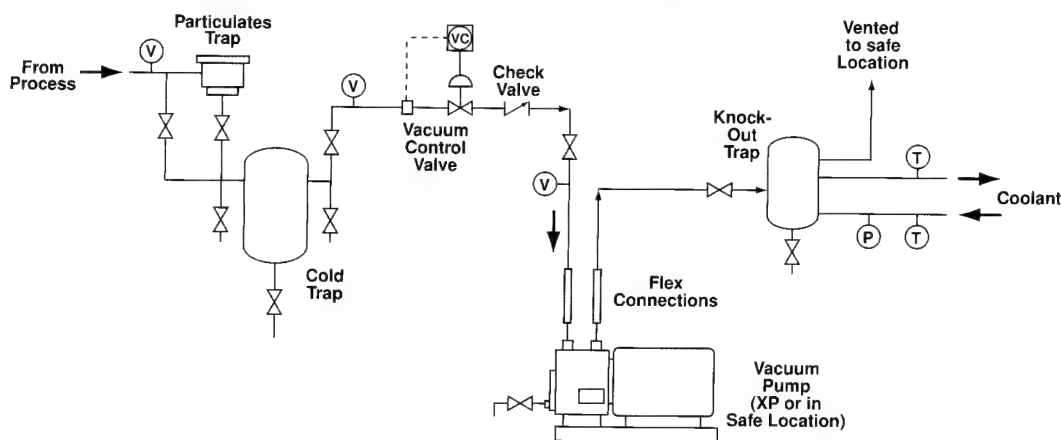 Particulates
Trap
V
From
Process
V
VC
Check
Valve
Vacuum
Control
Valve
Cold
Trap
V
Flex
Connections
Vacuum
Pump
(XP or in
Safe Location)
Knock-
Out
Trap
Vented
to safe
Location
T
Coolant
P
T